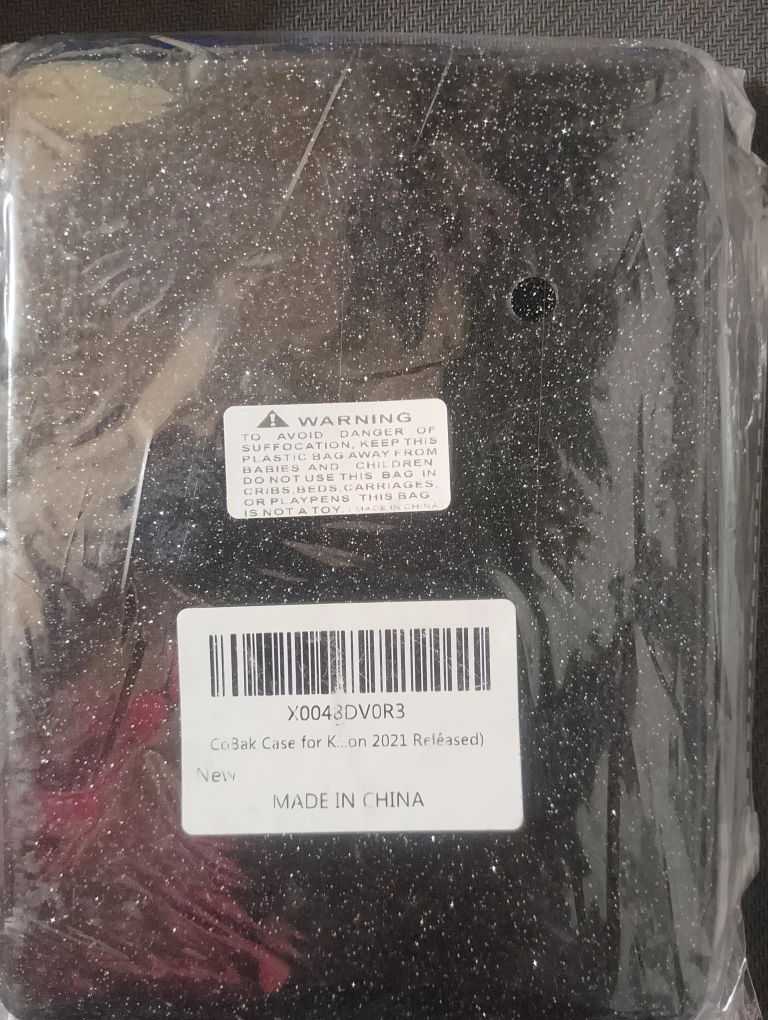 WARNING
TO AVOID DANGER OF
SUFFOCATION, KEEP THIS
PLASTIC BAG AWAY FROM
BABIES AND CHILDREN.
DO NOT USE THIS BAG IN
CRIBS,BEDS,CARRIAGES,
OR PLAYPENS THIS BAG
IS NOT A TOY. MADE IN CHINA
X0043DV0R3
CoBak Case for K...on 2021 Released)
New
MADE IN CHINA